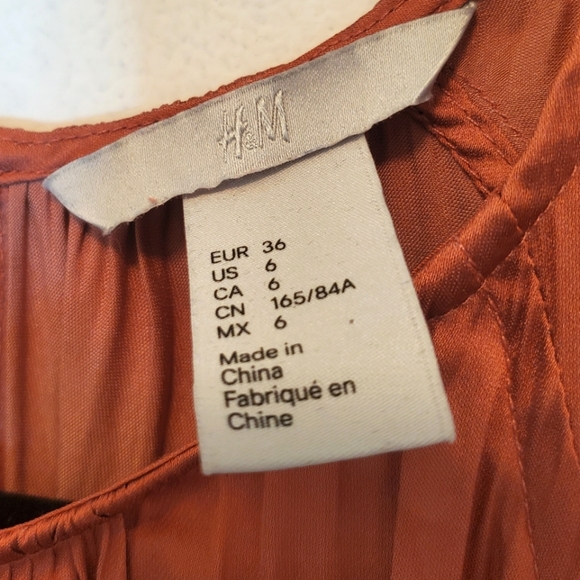 H&M
EUR 36
US 6
CA 6
CN 165/84A
MX 6
Made in
China
Fabriqué en
Chine